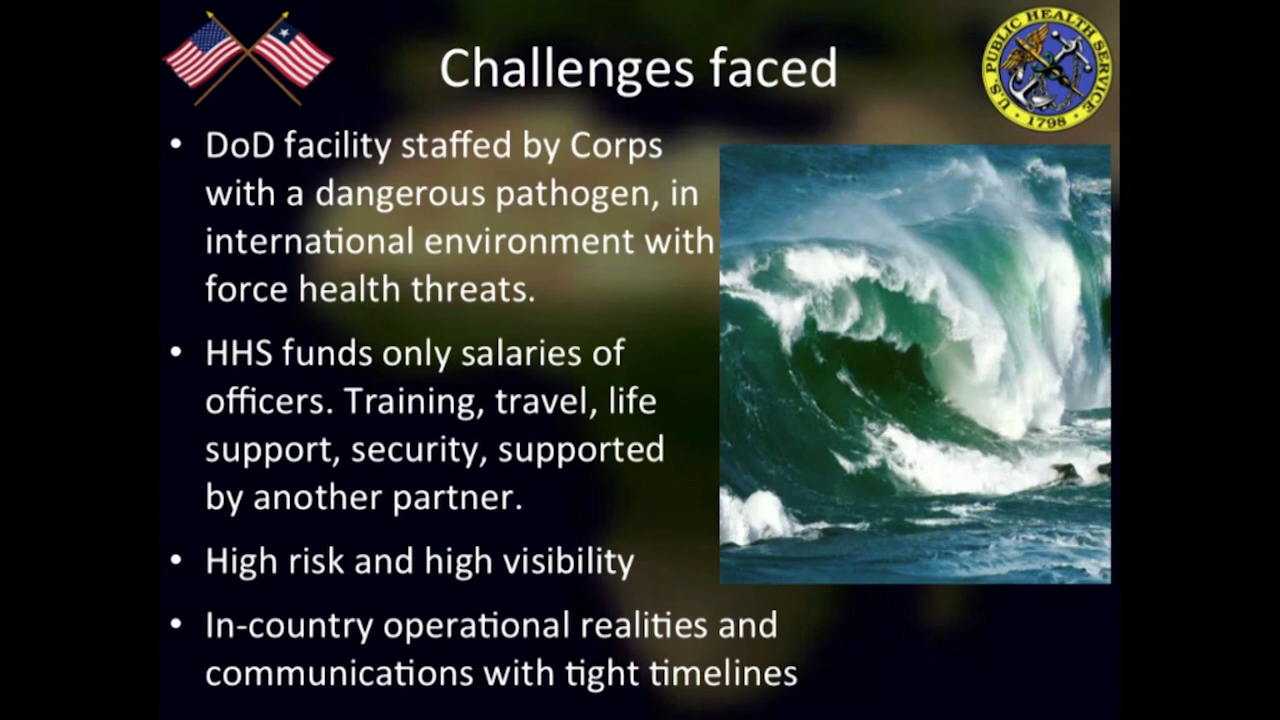 Challenges faced
U.S. PUBLIC HEALTH SERVICE
• 1798 •
• DoD facility staffed by Corps
with a dangerous pathogen, in
international environment with
force health threats.
• HHS funds only salaries of
officers. Training, travel, life
support, security, supported
by another partner.
• High risk and high visibility
• In-country operational realities and
communications with tight timelines